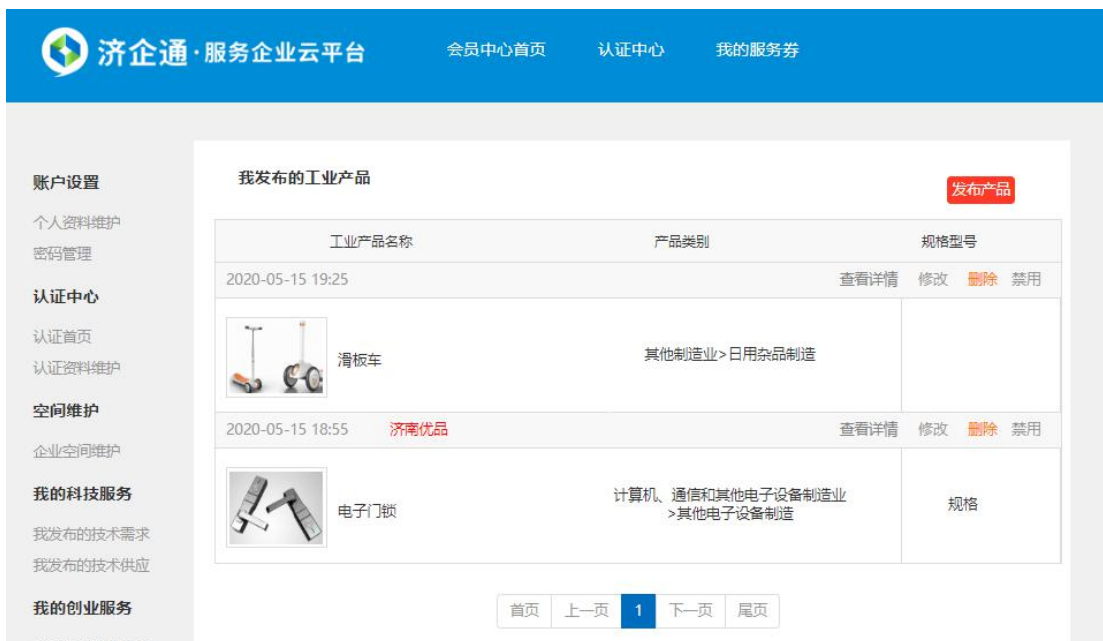 济企通·服务企业云平台 会员中心首页 认证中心 我的服务券
账户设置
个人资料维护
密码管理
认证中心
认证首页
认证资料维护
空间维护
企业空间维护
我的科技服务
我发布的技术需求
我发布的技术供应
我的创业服务
我发布的工业产品
发布产品
工业产品名称 产品类别 规格型号
2020-05-15 19:25 查看详情 修改 删除 禁用
滑板车 其他制造业>日用杂品制造
2020-05-15 18:55 济南优品 查看详情 修改 删除 禁用
电子门锁 计算机、通信和其他电子设备制造业
>其他电子设备制造 规格
首页 上一页 1 下一页 尾页